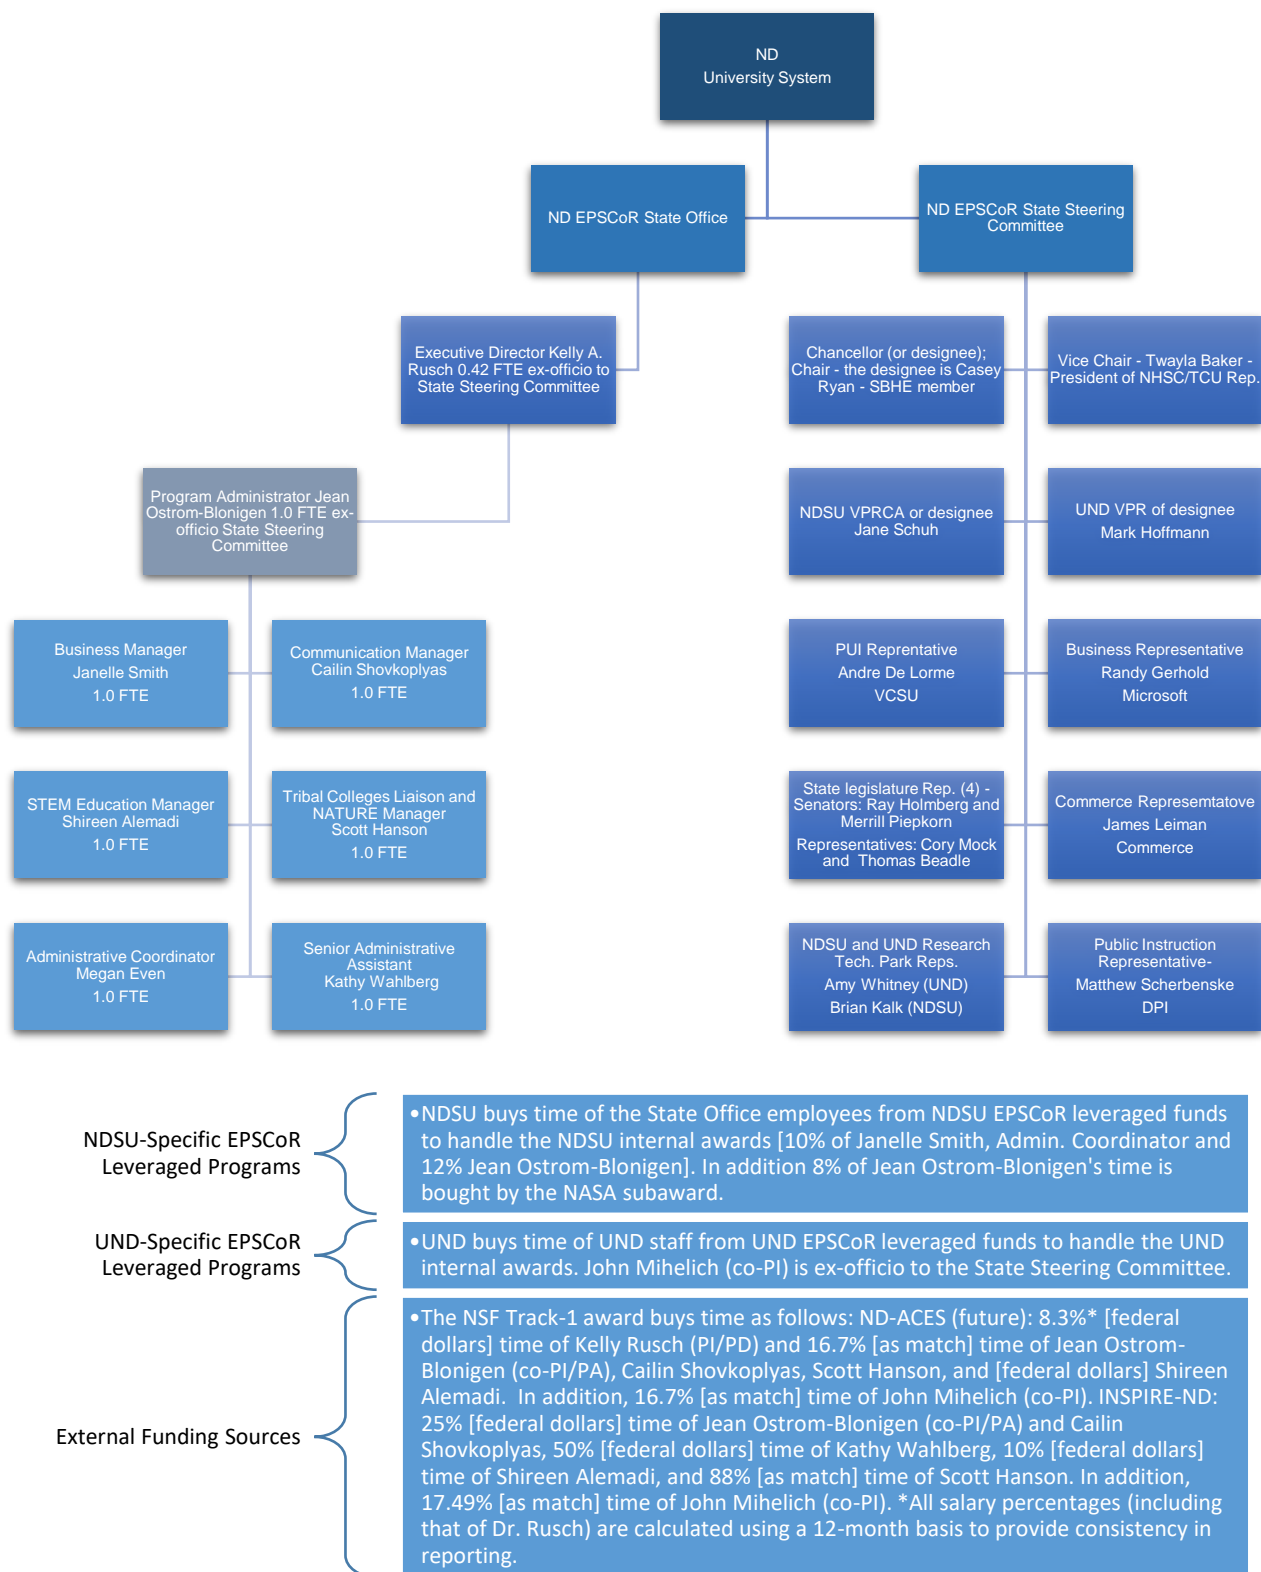 ND
University System
ND EPSCoR State Office
ND EPSCoR State Steering
Committee
Executive Director Kelly A.
Rusch 0.42 FTE ex-officio to
State Steering Committee
Chancellor (or designee);
Chair - the designee is Casey
Ryan - SBHE member
Vice Chair - Twayla Baker -
President of NHSC/TCU Rep.
Program Administrator Jean
Ostrom-Blonigen 1.0 FTE ex-
officio State Steering
Committee
NDSU VPRCA or designee
Jane Schuh
UND VPR of designee
Mark Hoffmann
Business Manager
Janelle Smith
1.0 FTE
Communication Manager
Cailin Shovkoplyas
1.0 FTE
PUI Reprentative
Andre De Lorme
VCSU
Business Representative
Randy Gerhold
Microsoft
STEM Education Manager
Shireen Alemadi
1.0 FTE
Tribal Colleges Liaison and
NATURE Manager
Scott Hanson
1.0 FTE
State legislature Rep. (4) -
Senators: Ray Holmberg and
Merrill Piepkorn
Representatives: Cory Mock
and Thomas Beadle
Commerce Represemtatove
James Leiman
Commerce
Administrative Coordinator
Megan Even
1.0 FTE
Senior Administrative
Assistant
Kathy Wahlberg
1.0 FTE
NDSU and UND Research
Tech. Park Reps.
Amy Whitney (UND)
Brian Kalk (NDSU)
Public Instruction
Representative-
Matthew Scherbenske
DPI
NDSU-Specific EPSCoR
Leveraged Programs
•NDSU buys time of the State Office employees from NDSU EPSCoR leveraged funds
to handle the NDSU internal awards [10% of Janelle Smith, Admin. Coordinator and
12% Jean Ostrom-Blonigen]. In addition 8% of Jean Ostrom-Blonigen's time is
bought by the NASA subaward.
UND-Specific EPSCoR
Leveraged Programs
•UND buys time of UND staff from UND EPSCoR leveraged funds to handle the UND
internal awards. John Mihelich (co-PI) is ex-officio to the State Steering Committee.
External Funding Sources
•The NSF Track-1 award buys time as follows: ND-ACES (future): 8.3%* [federal
dollars] time of Kelly Rusch (PI/PD) and 16.7% [as match] time of Jean Ostrom-
Blonigen (co-PI/PA), Cailin Shovkoplyas, Scott Hanson, and [federal dollars] Shireen
Alemadi. In addition, 16.7% [as match] time of John Mihelich (co-PI). INSPIRE-ND:
25% [federal dollars] time of Jean Ostrom-Blonigen (co-PI/PA) and Cailin
Shovkoplyas, 50% [federal dollars] time of Kathy Wahlberg, 10% [federal dollars]
time of Shireen Alemadi, and 88% [as match] time of Scott Hanson. In addition,
17.49% [as match] time of John Mihelich (co-PI). *All salary percentages (including
that of Dr. Rusch) are calculated using a 12-month basis to provide consistency in
reporting.